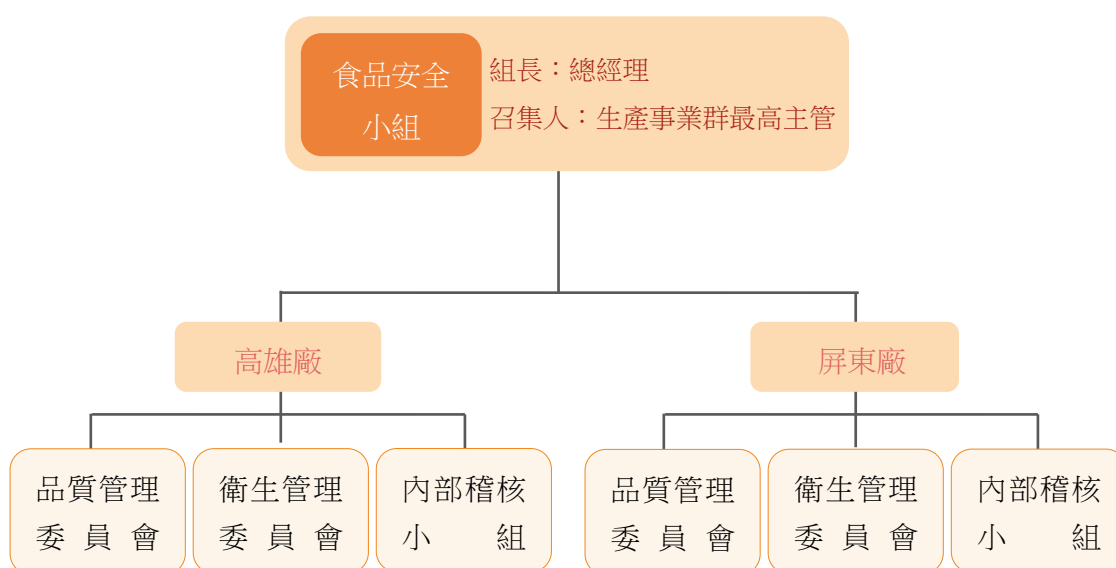 食品安全
小組
組長：總經理
召集人：生產事業群最高主管
高雄廠
屏東廠
品質管理
委員會
衛生管理
委員會
內部稽核
小組
品質管理
委員會
衛生管理
委員會
內部稽核
小組